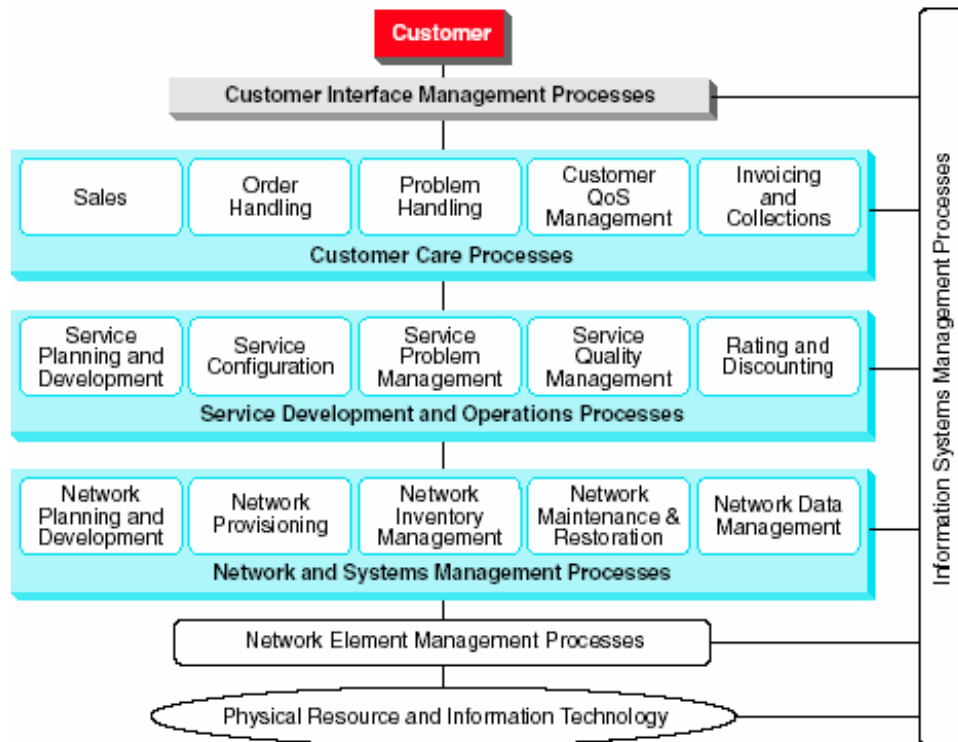 Customer
Customer Interface Management Processes
Sales
Order
Handling
Problem
Handling
Customer
QoS
Management
Invoicing
and
Collections
Customer Care Processes
Service
Planning and
Development
Service
Configuration
Service
Problem
Management
Service
Quality
Management
Rating and
Discounting
Service Development and Operations Processes
Network
Planning and
Development
Network
Provisioning
Network
Inventory
Management
Network
Maintenance &
Restoration
Network Data
Management
Network and Systems Management Processes
Network Element Management Processes
Physical Resource and Information Technology
Information Systems Management Processes